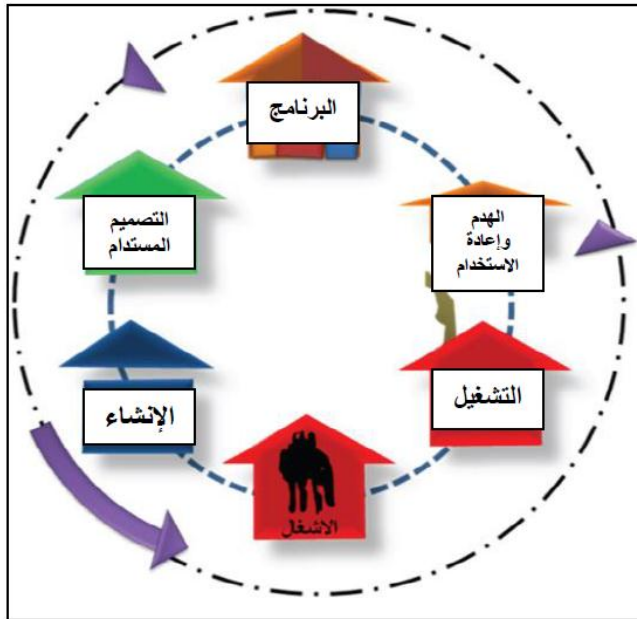 البرنامج
التصميم
المستدام
الهدم
وإعادة
الاستخدام
الإنشاء
التشغيل
الاشغال